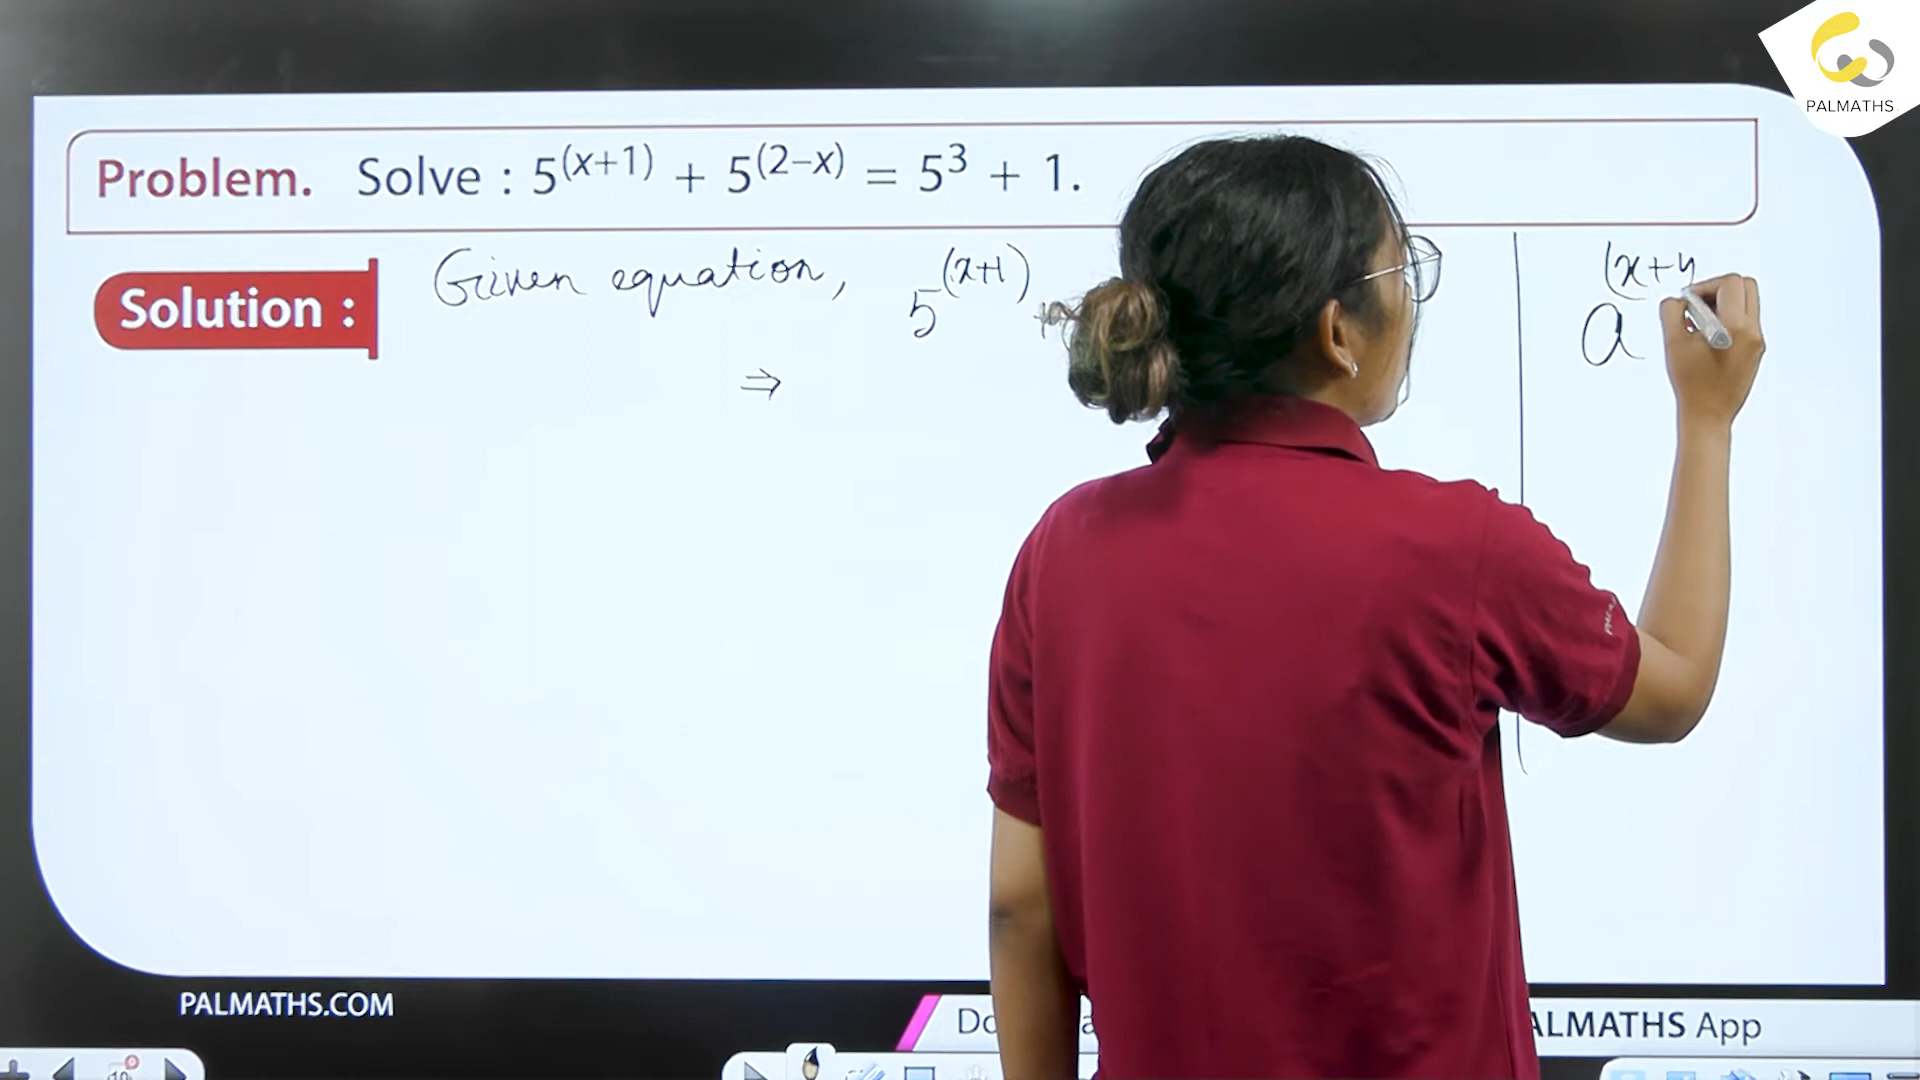 PALMATHS
Problem. Solve : 5^(x+1) + 5^(2−x) = 5^3 + 1.
Solution :
Given equation, 5^(x+1) +
⇒
a^(x+y
PALMATHS.COM
ALMATHS App